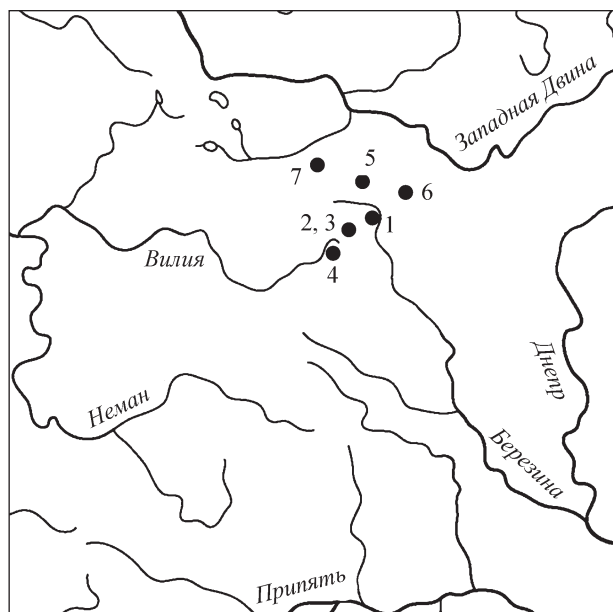 Западная Двина
5
7
6
2, 3
1
Вилия
4
Днепр
Неман
Березина
Припять